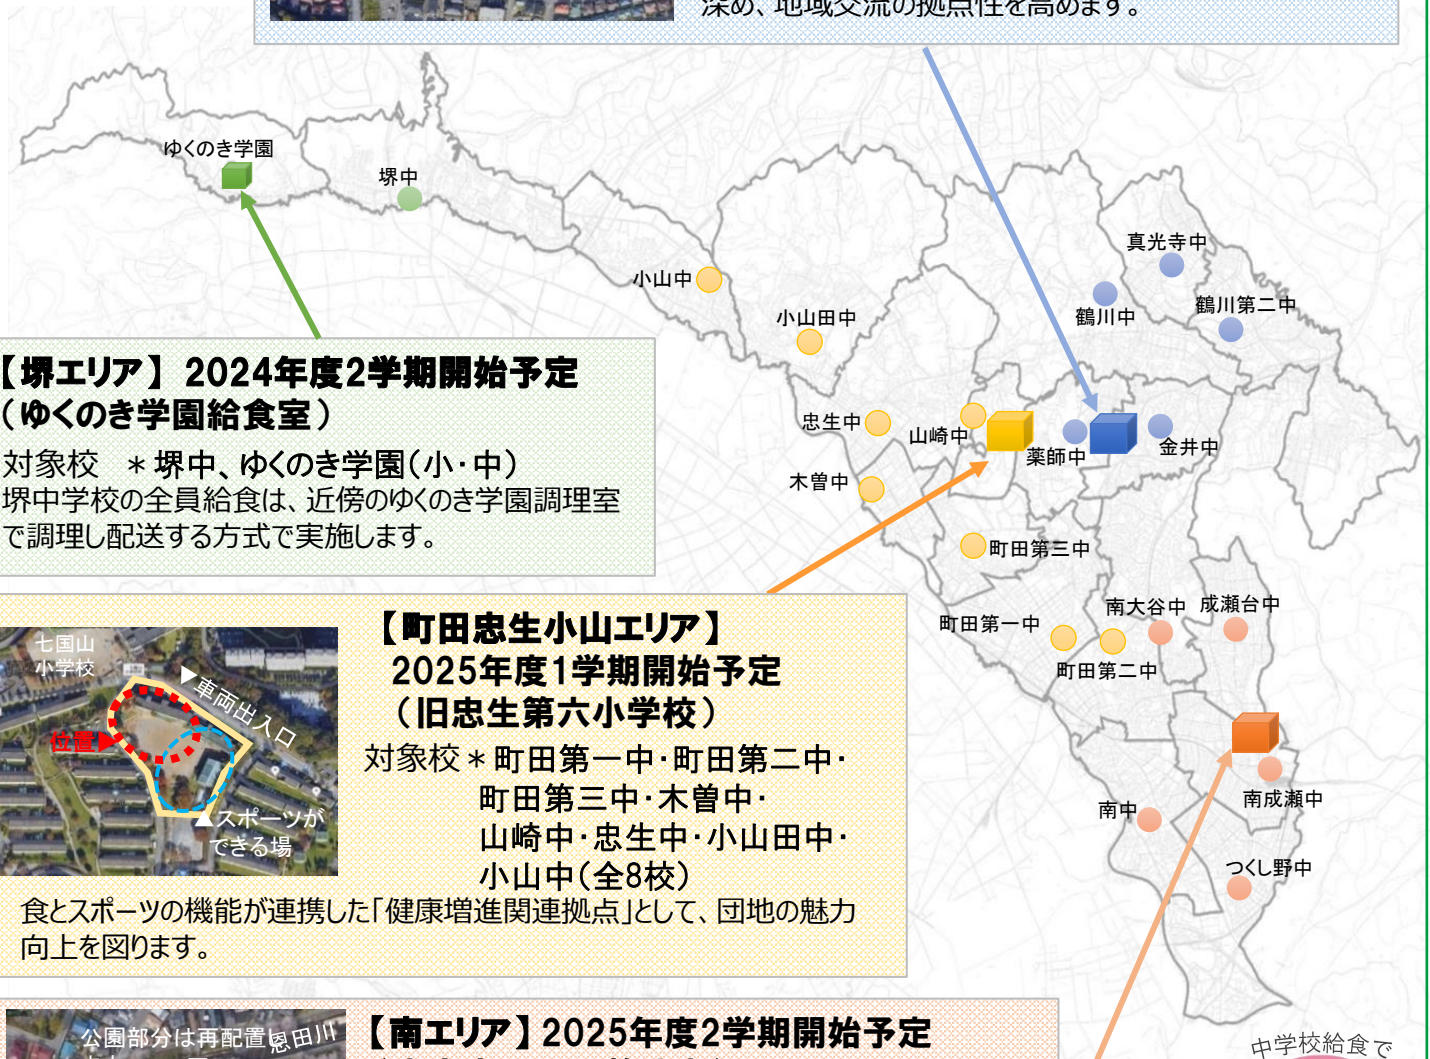 深め、地域交流の拠点性を高めます。
ゆくのき学園
堺中
小山中
小山田中
真光寺中
鶴川中
鶴川第二中
忠生中
山崎中
薬師中
金井中
木曽中
町田第三中
町田第一中
町田第二中
南大谷中
成瀬台中
南成瀬中
南中
つくし野中
【堺エリア】 2024年度2学期開始予定
(ゆくのき学園給食室)
対象校 *堺中、ゆくのき学園(小・中)
堺中学校の全員給食は、近傍のゆくのき学園調理室
で調理し配送する方式で実施します。
七国山
小学校
▶車両出入口
位置▶
▲スポーツが
できる場
【町田忠生小山エリア】
2025年度1学期開始予定
(旧忠生第六小学校)
対象校*町田第一中・町田第二中・
町田第三中・木曽中・
山崎中・忠生中・小山田中・
小山中(全8校)
食とスポーツの機能が連携した「健康増進関連拠点」として、団地の魅力
向上を図ります。
公園部分は再配置し
恩田川
【南エリア】2025年度2学期開始予定
中学校給食で